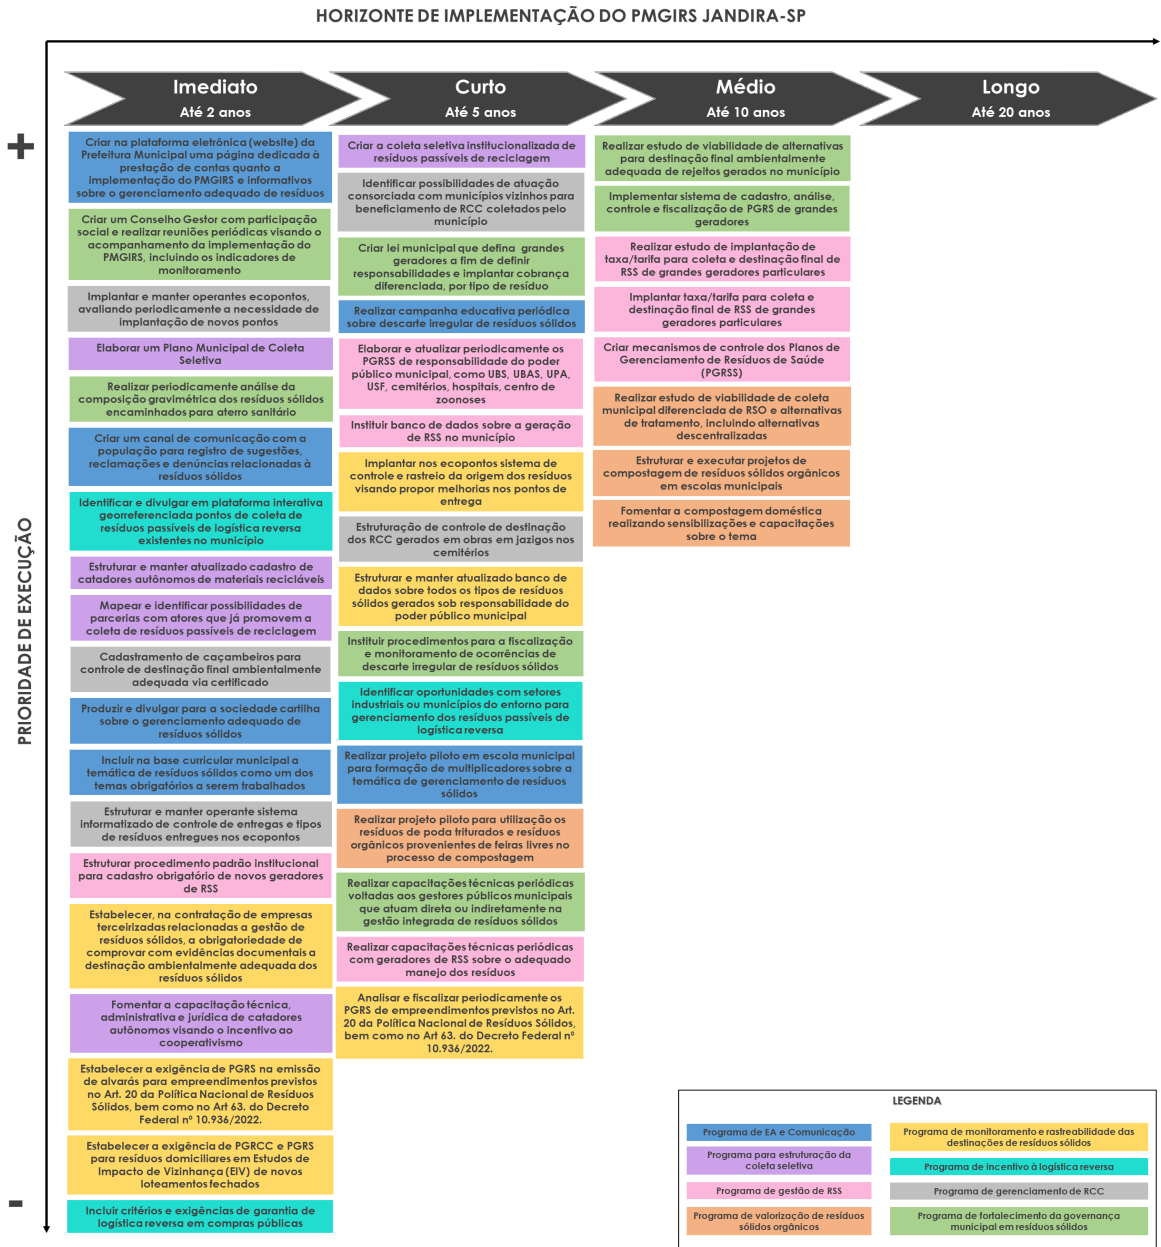 HORIZONTE DE IMPLEMENTAÇÃO DO PMGIRS JANDIRA-SP
Imediato
Até 2 anos
Curto
Até 5 anos
Médio
Até 10 anos
Longo
Até 20 anos
+
PRIORIDADE DE EXECUÇÃO
-
Criar na plataforma eletrônica (website) da
Prefeitura Municipal uma página dedicada à
prestação de contas quanto a
implementação do PMGIRS e informativos
sobre o gerenciamento adequado de resíduos
Criar um Conselho Gestor com participação
social e realizar reuniões periódicas visando o
acompanhamento da implementação do
PMGIRS, incluindo os indicadores de
monitoramento
Implantar e manter operantes ecopontos,
avaliando periodicamente a necessidade de
implantação de novos pontos
Elaborar um Plano Municipal de Coleta
Seletiva
Realizar periodicamente análise da
composição gravimétrica dos resíduos sólidos
encaminhados para aterro sanitário
Criar um canal de comunicação com a
população para registro de sugestões,
reclamações e denúncias relacionadas à
resíduos sólidos
Identificar e divulgar em plataforma interativa
georreferenciada pontos de coleta de
resíduos passíveis de logística reversa
existentes no município
Estruturar e manter atualizado cadastro de
catadores autônomos de materiais recicláveis
Mapear e identificar possibilidades de
parcerias com atores que já promovem a
coleta de resíduos passíveis de reciclagem
Cadastramento de caçambeiros para
controle de destinação final ambientalmente
adequada via certificado
Produzir e divulgar para a sociedade cartilha
sobre o gerenciamento adequado de
resíduos sólidos
Incluir na base curricular municipal a
temática de resíduos sólidos como um dos
temas obrigatórios a serem trabalhados
Estruturar e manter operante sistema
informatizado de controle de entregas e tipos
de resíduos entregues nos ecopontos
Estruturar procedimento padrão institucional
para cadastro obrigatório de novos geradores
de RSS
Estabelecer, na contratação de empresas
terceirizadas relacionadas a gestão de
resíduos sólidos, a obrigatoriedade de
comprovar com evidências documentais a
destinação ambientalmente adequada dos
resíduos sólidos
Fomentar a capacitação técnica,
administrativa e jurídica de catadores
autônomos visando o incentivo ao
cooperativismo
Estabelecer a exigência de PGRS na emissão
de alvarás para empreendimentos previstos
no Art. 20 da Política Nacional de Resíduos
Sólidos, bem como no Art 63. do Decreto
Federal nº 10.936/2022.
Estabelecer a exigência de PGRCC e PGRS
para resíduos domiciliares em Estudos de
Impacto de Vizinhança (EIV) de novos
loteamentos fechados
Incluir critérios e exigências de garantia de
logística reversa em compras públicas
Criar a coleta seletiva institucionalizada de
resíduos passíveis de reciclagem
Identificar possibilidades de atuação
consorciada com municípios vizinhos para
beneficiamento de RCC coletados pelo
município
Criar lei municipal que defina grandes
geradores a fim de definir
responsabilidades e implantar cobrança
diferenciada, por tipo de resíduo
Realizar campanha educativa periódica
sobre descarte irregular de resíduos sólidos
Elaborar e atualizar periodicamente os
PGRSS de responsabilidade do poder
público municipal, como UBS, UBAS, UPA,
USF, cemitérios, hospitais, centro de
zoonoses
Instituir banco de dados sobre a geração
de RSS no município
Implantar nos ecopontos sistema de
controle e rastreio da origem dos resíduos
visando propor melhorias nos pontos de
entrega
Estruturação de controle de destinação
dos RCC gerados em obras em jazigos nos
cemitérios
Estruturar e manter atualizado banco de
dados sobre todos os tipos de resíduos
sólidos gerados sob responsabilidade do
poder público municipal
Instituir procedimentos para a fiscalização
e monitoramento de ocorrências de
descarte irregular de resíduos sólidos
Identificar oportunidades com setores
industriais ou municípios do entorno para
gerenciamento dos resíduos passíveis de
logística reversa
Realizar projeto piloto em escola municipal
para formação de multiplicadores sobre a
temática de gerenciamento de resíduos
sólidos
Realizar projeto piloto para utilização os
resíduos de poda triturados e resíduos
orgânicos provenientes de feiras livres no
processo de compostagem
Realizar capacitações técnicas periódicas
voltadas aos gestores públicos municipais
que atuam direta ou indiretamente na
gestão integrada de resíduos sólidos
Realizar capacitações técnicas periódicas
com geradores de RSS sobre o adequado
manejo dos resíduos
Analisar e fiscalizar periodicamente os
PGRS de empreendimentos previstos no Art.
20 da Política Nacional de Resíduos Sólidos,
bem como no Art 63. do Decreto Federal nº
10.936/2022.
Realizar estudo de viabilidade de alternativas
para destinação final ambientalmente
adequada de rejeitos gerados no município
Implementar sistema de cadastro, análise,
controle e fiscalização de PGRS de grandes
geradores
Realizar estudo de implantação de
taxa/tarifa para coleta e destinação final de
RSS de grandes geradores particulares
Implantar taxa/tarifa para coleta e
destinação final de RSS de grandes
geradores particulares
Criar mecanismos de controle dos Planos de
Gerenciamento de Resíduos de Saúde
(PGRSS)
Realizar estudo de viabilidade de coleta
municipal diferenciada de RSO e alternativas
de tratamento, incluindo alternativas
descentralizadas
Estruturar e executar projetos de
compostagem de resíduos sólidos orgânicos
em escolas municipais
Fomentar a compostagem doméstica
realizando sensibilizações e capacitações
sobre o tema
LEGENDA
Programa de EA e Comunicação
Programa para estruturação da
coleta seletiva
Programa de gestão de RSS
Programa de valorização de resíduos
sólidos orgânicos
Programa de monitoramento e rastreabilidade das
destinações de resíduos sólidos
Programa de incentivo à logística reversa
Programa de gerenciamento de RCC
Programa de fortalecimento da governança
municipal em resíduos sólidos